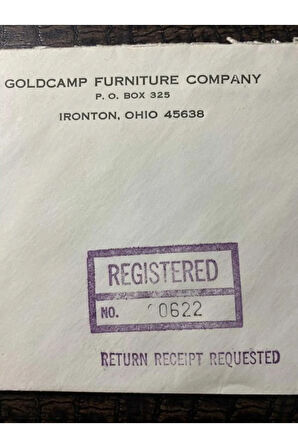 GOLDCAMP FURNITURE COMPANY
P. O. BOX 325
IRONTON, OHIO 45638
REGISTERED
NO. 0622
RETURN RECEIPT REQUESTED